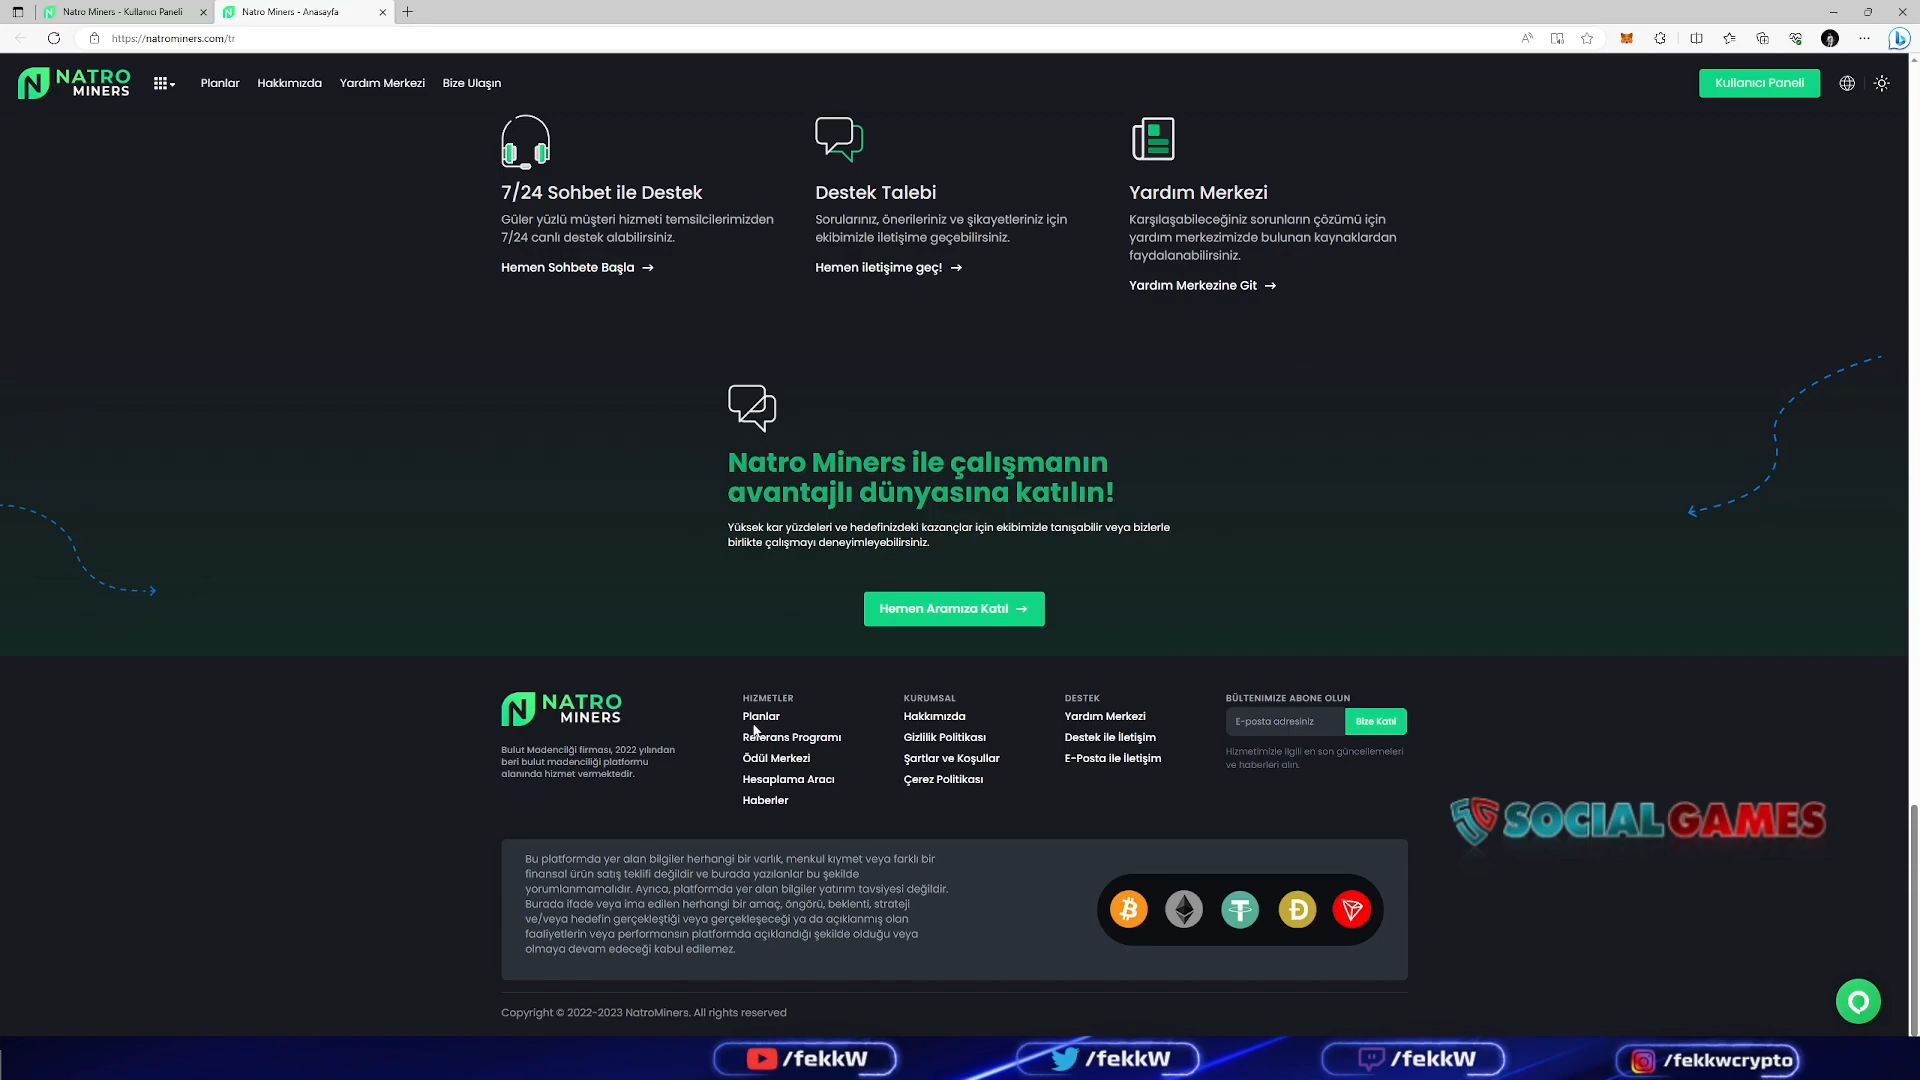 Natro Miners - Kullanıcı Paneli
Natro Miners - Anasayfa
https://natrominers.com/tr
NATRO
MINERS
Planlar
Hakkımızda
Yardım Merkezi
Bize Ulaşın
Kullanıcı Paneli
7/24 Sohbet ile Destek
Güler yüzlü müşteri hizmeti temsilcilerimizden
7/24 canlı destek alabilirsiniz.
Hemen Sohbete Başla →
Destek Talebi
Sorularınız, önerileriniz ve şikayetleriniz için
ekibimizle iletişime geçebilirsiniz.
Hemen iletişime geç! →
Yardım Merkezi
Karşılaşabileceğiniz sorunların çözümü için
yardım merkezimizde bulunan kaynaklardan
faydalanabilirsiniz.
Yardım Merkezine Git →
Natro Miners ile çalışmanın
avantajlı dünyasına katılın!
Yüksek kar yüzdeleri ve hedefinizdeki kazançlar için ekibimizle tanışabilir veya bizlerle
birlikte çalışmayı deneyimleyebilirsiniz.
Hemen Aramıza Katıl →
NATRO
MINERS
Bulut Madenciliği firması, 2022 yılından
beri bulut madenciliği platformu
alanında hizmet vermektedir.
HIZMETLER
Planlar
Referans Programı
Ödül Merkezi
Hesaplama Aracı
Haberler
KURUMSAL
Hakkımızda
Gizlilik Politikası
Şartlar ve Koşullar
Çerez Politikası
DESTEK
Yardım Merkezi
Destek ile İletişim
E-Posta ile İletişim
BÜLTENIMIZE ABONE OLUN
E-posta adresiniz
Bize Katıl
Hizmetimizle ilgili en son güncellemeleri
ve haberleri alın.
SOCIALGAMES
Bu platformda yer alan bilgiler herhangi bir varlık, menkul kıymet veya farklı bir
finansal ürün satış teklifi değildir ve burada yazılanlar bu şekilde
yorumlanmamalıdır. Ayrıca, platformda yer alan bilgiler yatırım tavsiyesi değildir.
Burada ifade veya ima edilen herhangi bir amaç, öngörü, beklenti, strateji
ve/veya hedefin gerçekleştiği veya gerçekleşeceği ya da açıklanmış olan
faaliyetlerin veya performansın platformda açıklandığı şekilde olduğu veya
olmaya devam edeceği kabul edilemez.
Copyright © 2022-2023 NatroMiners. All rights reserved
/fekkW
/fekkW
/fekkW
/fekkwcrypto